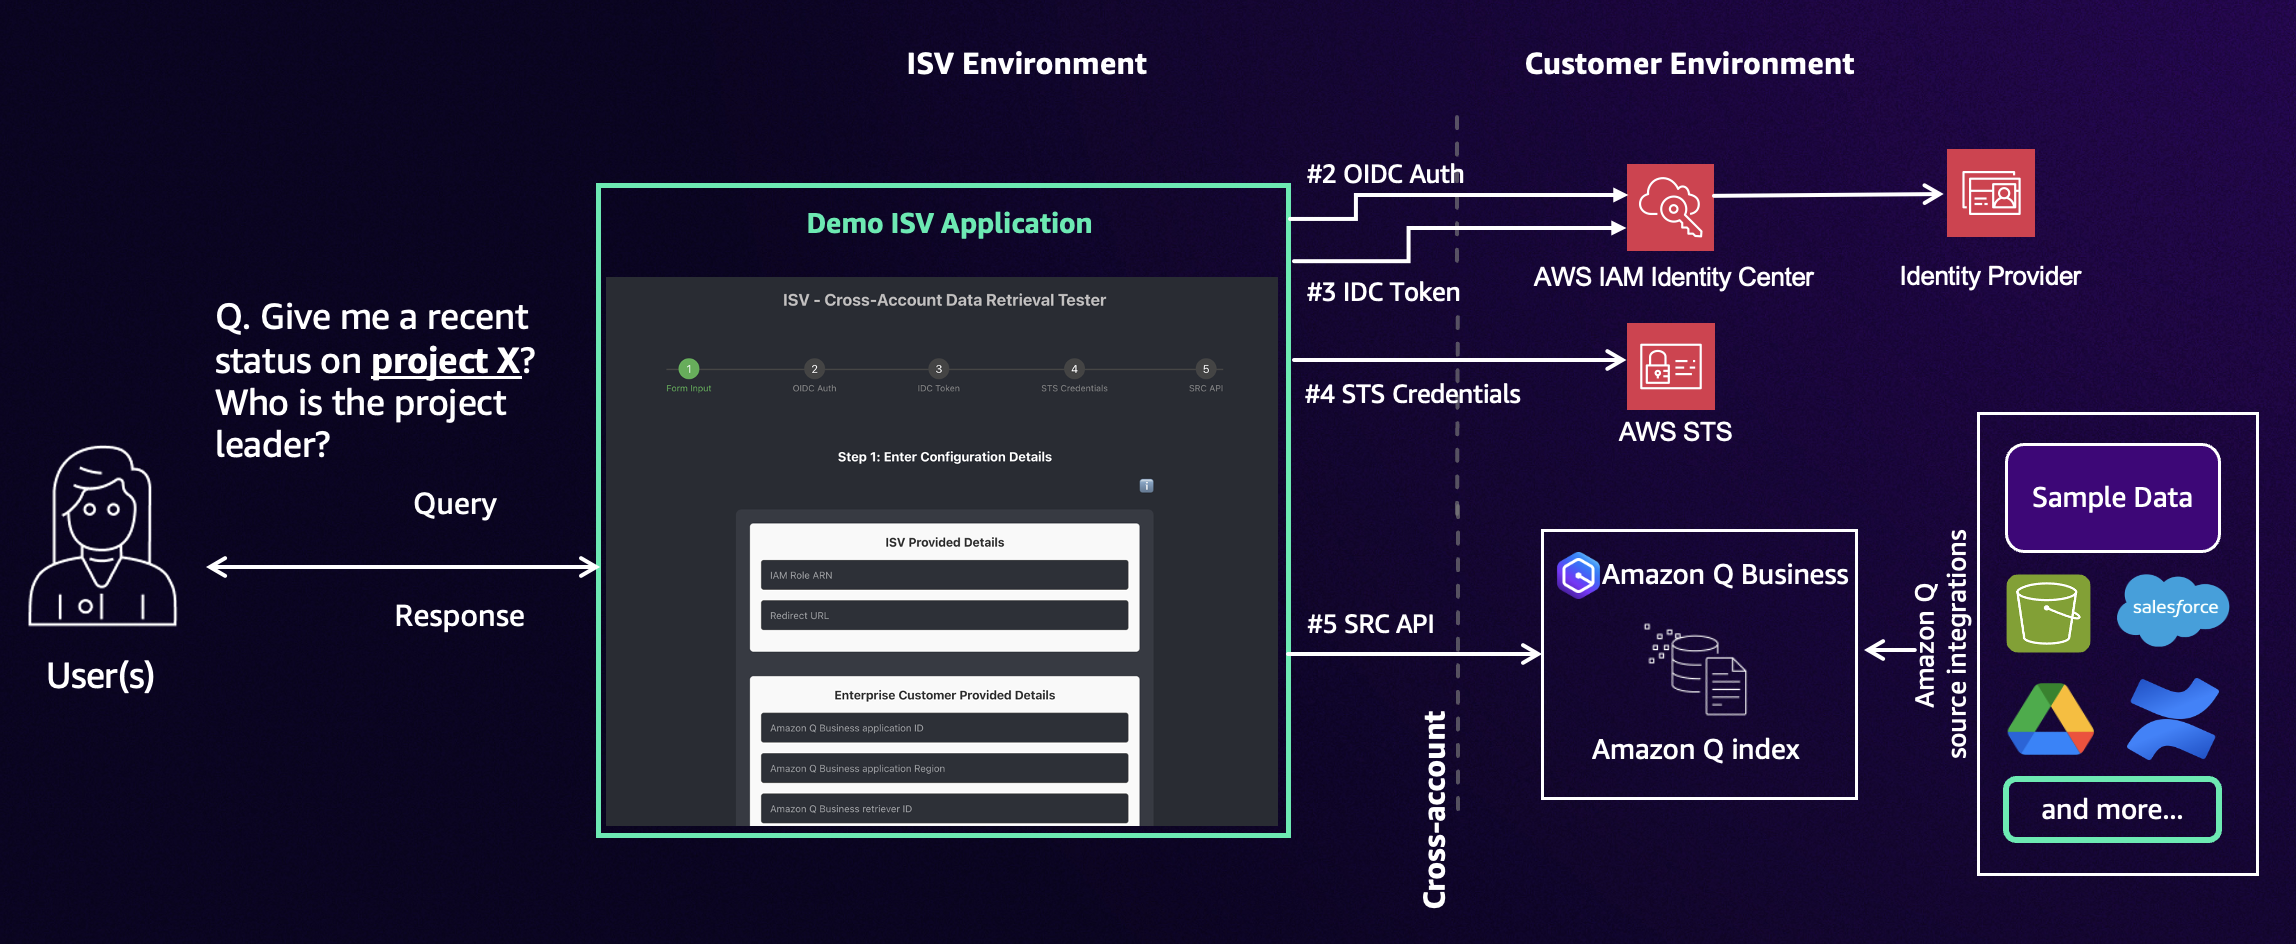 ISV Environment
Customer Environment
#2 OIDC Auth
Demo ISV Application
AWS IAM Identity Center
Identity Provider
#3 IDC Token
ISV - Cross-Account Data Retrieval Tester
Q. Give me a recent
status on project X?
Who is the project
leader?
1
2
3
4
5
Form Input
OIDC Auth
IDC Token
STS Credentials
SRC API
#4 STS Credentials
AWS STS
Step 1: Enter Configuration Details
i
Query
Response
User(s)
ISV Provided Details
IAM Role ARN
Redirect URL
Enterprise Customer Provided Details
Amazon Q Business application ID
Amazon Q Business application Region
Amazon Q Business retriever ID
#5 SRC API
Cross-account
Amazon Q Business
Amazon Q index
Amazon Q
source integrations
Sample Data
salesforce
and more...